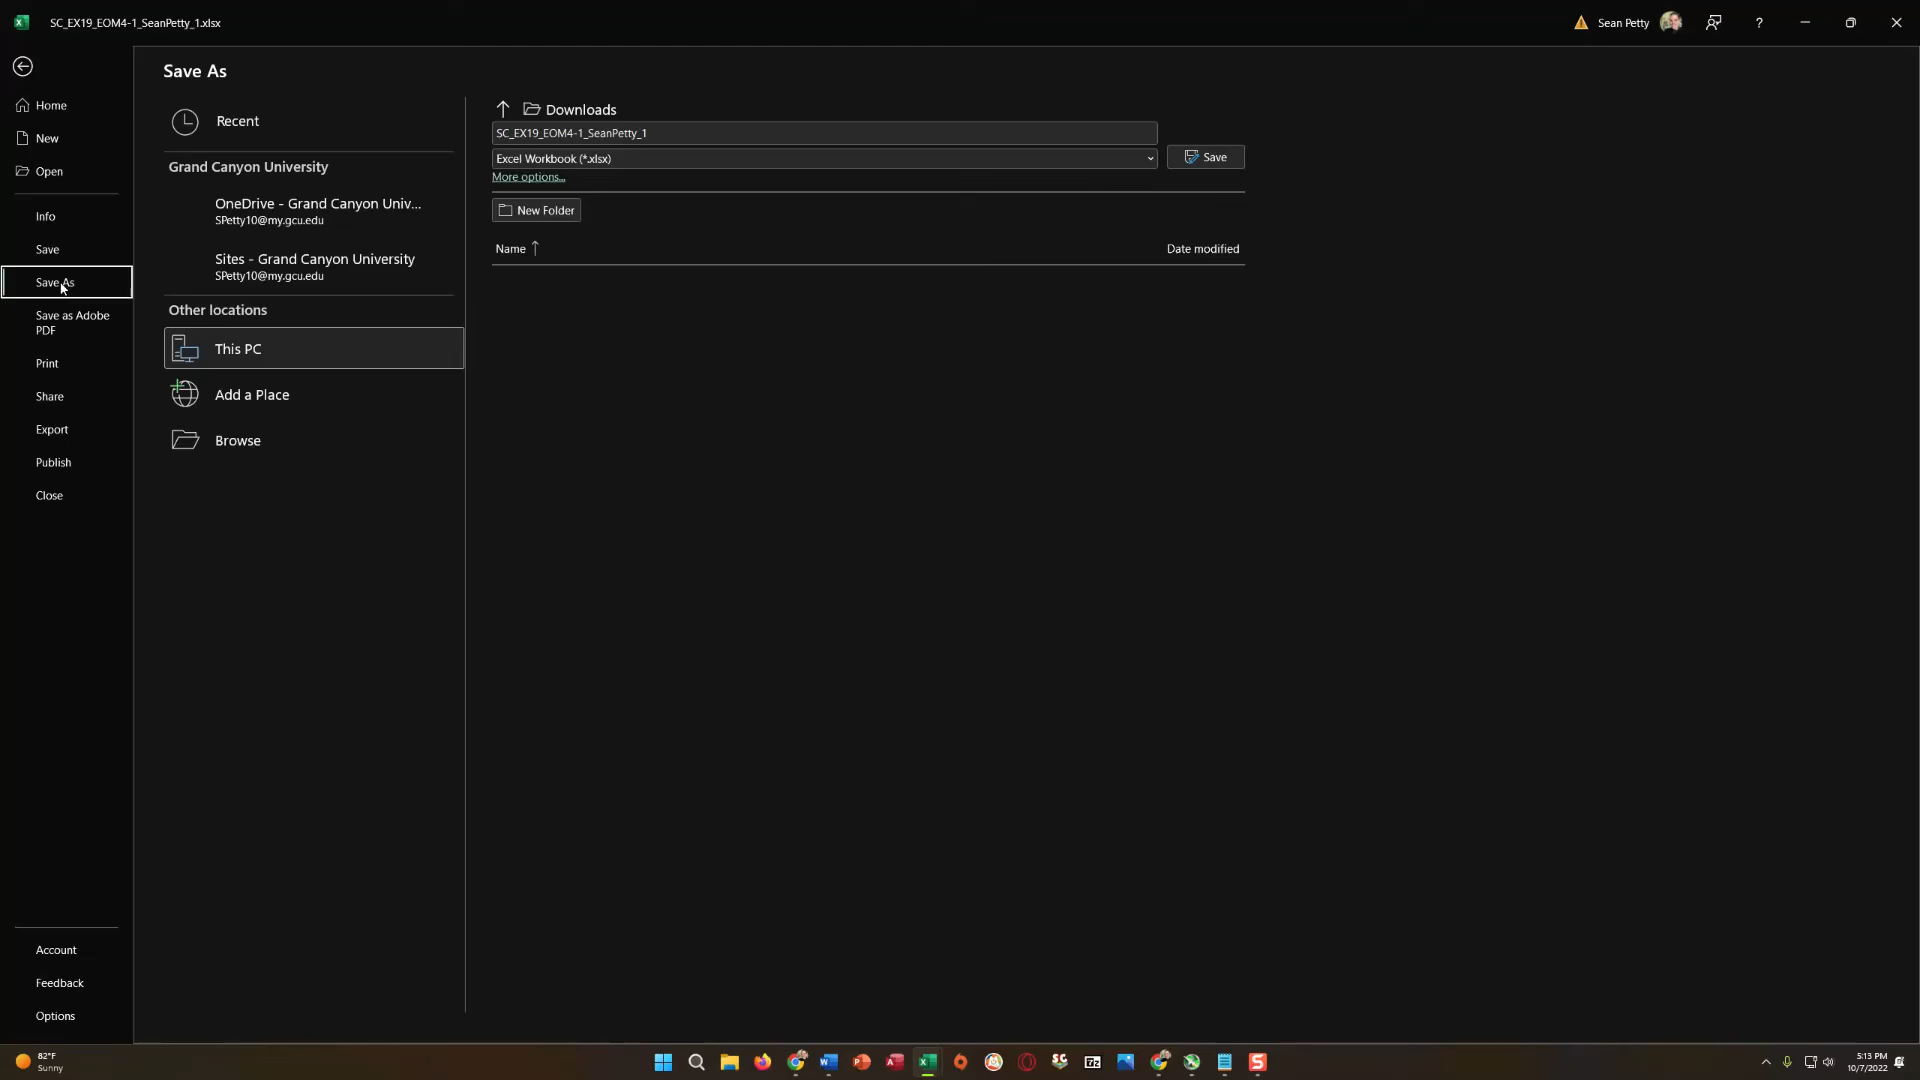 SC_EX19_EOM4-1_SeanPetty_1.xlsx
Sean Petty
?
Home
New
Open
Info
Save
Save As
Save as Adobe
PDF
Print
Share
Export
Publish
Close
Account
Feedback
Options
Save As
Recent
Grand Canyon University
OneDrive - Grand Canyon Univ...
SPetty10@my.gcu.edu
Sites - Grand Canyon University
SPetty10@my.gcu.edu
Other locations
This PC
Add a Place
Browse
Downloads
SC_EX19_EOM4-1_SeanPetty_1
Excel Workbook (*.xlsx)
Save
More options...
New Folder
Name
Date modified
82°F
Sunny
5:13 PM
10/7/2022